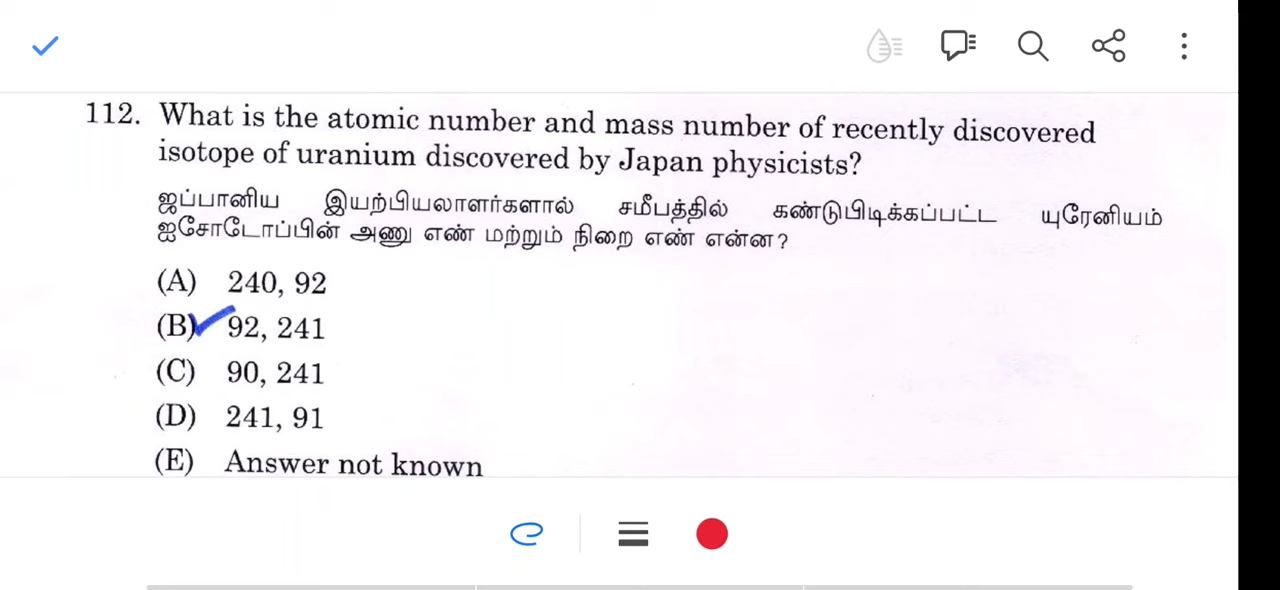 112. What is the atomic number and mass number of recently discovered
isotope of uranium discovered by Japan physicists?
ஜப்பானிய இயற்பியலாளர்களால் சமீபத்தில் கண்டுபிடிக்கப்பட்ட யுரேனியம்
ஐசோடோப்பின் அணு எண் மற்றும் நிறை எண் என்ன?
(A) 240, 92
(B) 92, 241
(C) 90, 241
(D) 241, 91
(E) Answer not known